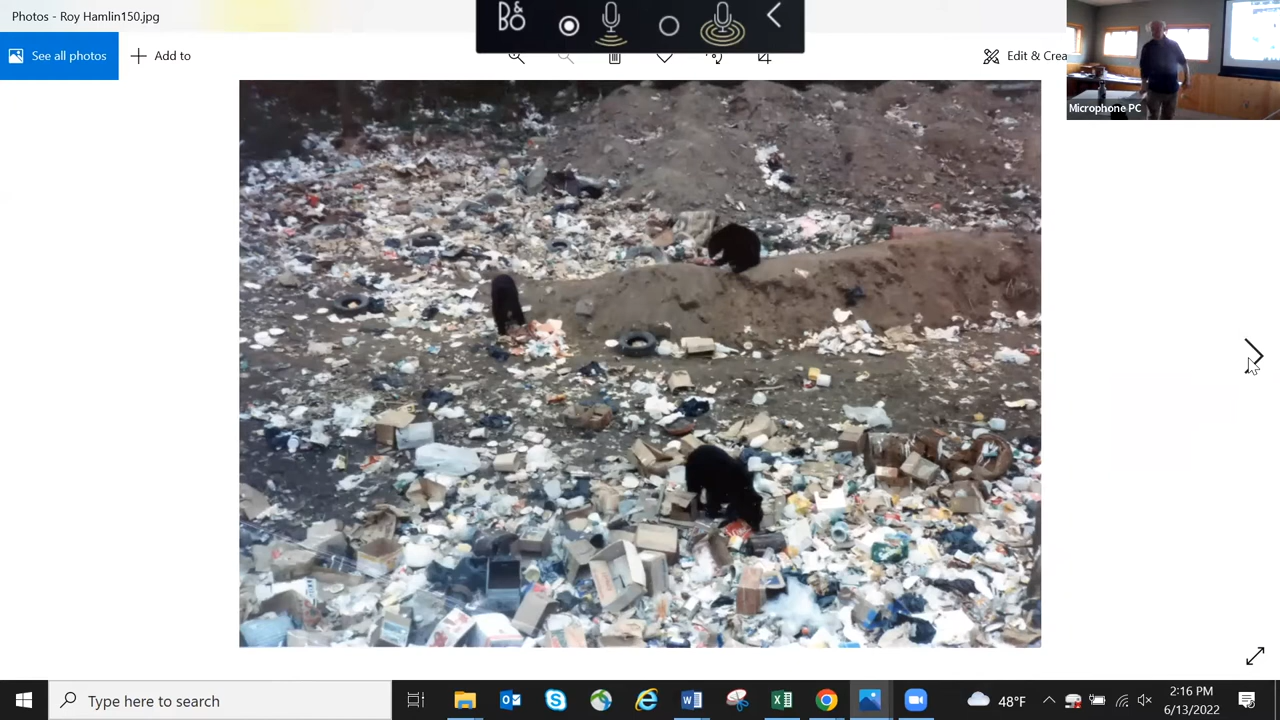 Photos - Roy Hamlin150.jpg
See all photos
Add to
Edit & Crea
Microphone PC
Type here to search
48°F
2:16 PM
6/13/2022